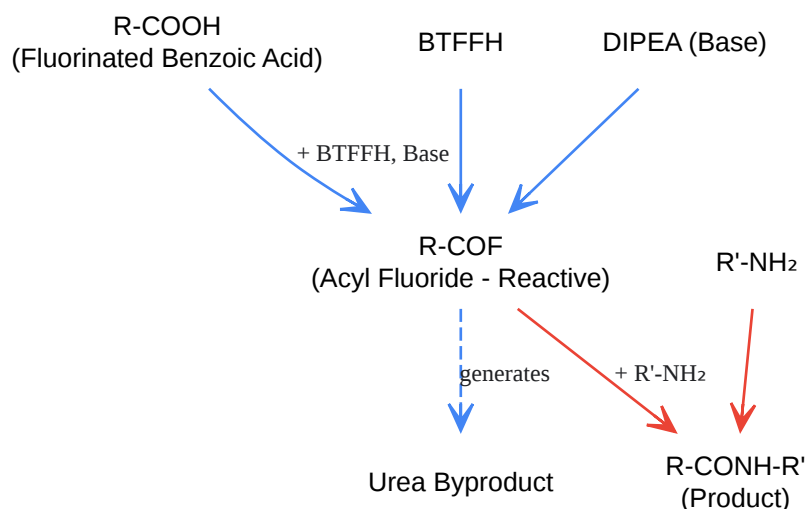 R-COOH
(Fluorinated Benzoic Acid)
BTFFH
DIPEA (Base)
+ BTFFH, Base
R-COF
(Acyl Fluoride - Reactive)
R'-NH₂
generates
+ R'-NH₂
Urea Byproduct
R-CONH-R'
(Product)